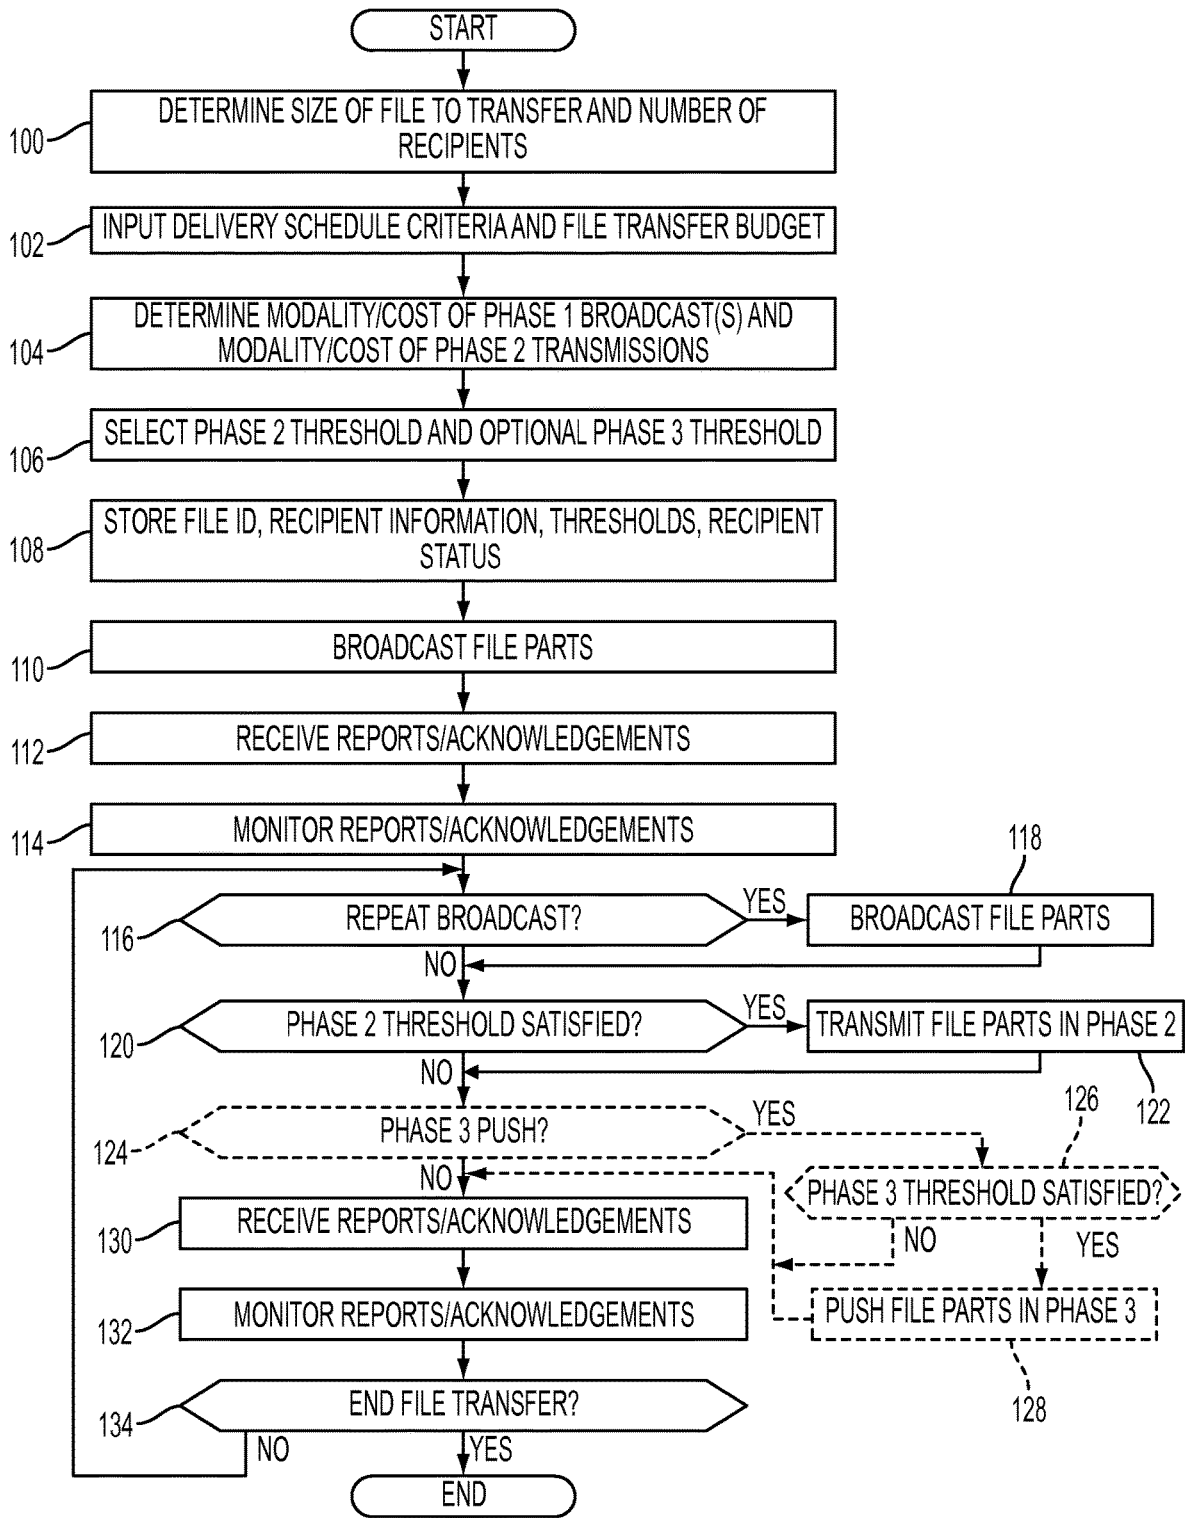 START
DETERMINE SIZE OF FILE TO TRANSFER AND NUMBER OF
RECIPIENTS
100
INPUT DELIVERY SCHEDULE CRITERIA AND FILE TRANSFER BUDGET
102
DETERMINE MODALITY/COST OF PHASE 1 BROADCAST(S) AND
MODALITY/COST OF PHASE 2 TRANSMISSIONS
104
SELECT PHASE 2 THRESHOLD AND OPTIONAL PHASE 3 THRESHOLD
106
STORE FILE ID, RECIPIENT INFORMATION, THRESHOLDS, RECIPIENT
STATUS
108
BROADCAST FILE PARTS
110
RECEIVE REPORTS/ACKNOWLEDGEMENTS
112
MONITOR REPORTS/ACKNOWLEDGEMENTS
114
118
REPEAT BROADCAST?
YES
BROADCAST FILE PARTS
116
NO
PHASE 2 THRESHOLD SATISFIED?
YES
TRANSMIT FILE PARTS IN PHASE 2
120
NO
122
PHASE 3 PUSH?
YES
126
124
NO
PHASE 3 THRESHOLD SATISFIED?
RECEIVE REPORTS/ACKNOWLEDGEMENTS
130
NO
YES
MONITOR REPORTS/ACKNOWLEDGEMENTS
PUSH FILE PARTS IN PHASE 3
132
END FILE TRANSFER?
128
134
NO
YES
END